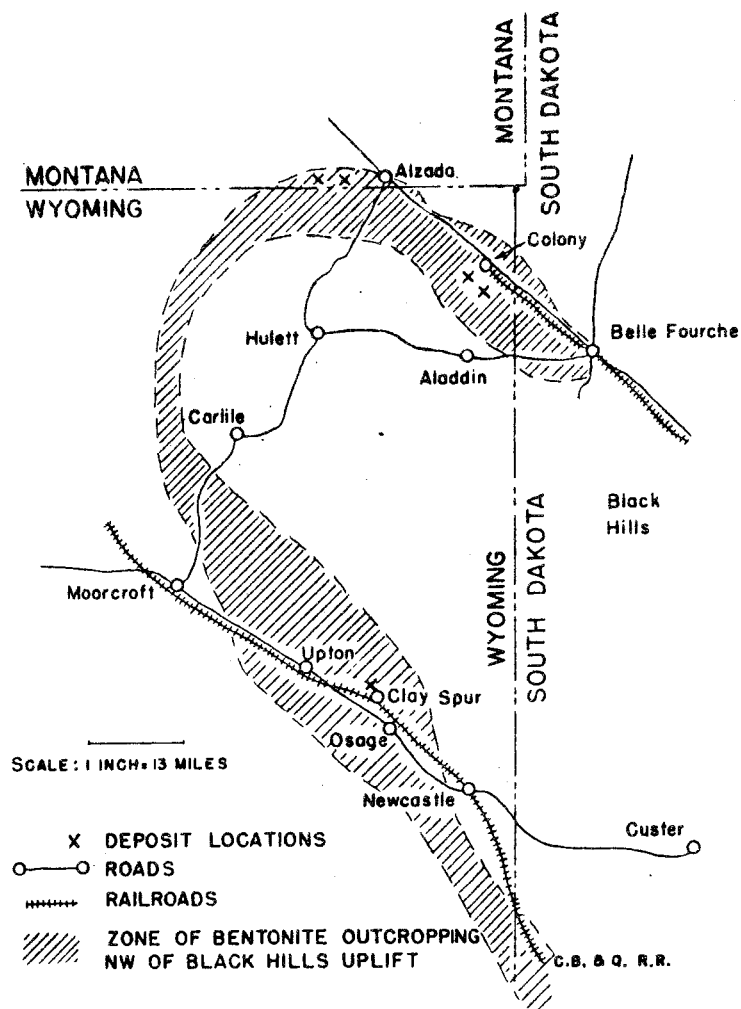 MONTANA
SOUTH DAKOTA
MONTANA
WYOMING
Alzada
Colony
Hulett
Aladdin
Belle Fourche
Carlile
Black
Hills
WYOMING
SOUTH DAKOTA
Moorcroft
Upton
Clay Spur
Osage
Newcastle
Custer
SCALE: 1 INCH = 13 MILES
X DEPOSIT LOCATIONS
ROADS
RAILROADS
ZONE OF BENTONITE OUTCROPPING
NW OF BLACK HILLS UPLIFT
C.B. & Q. R.R.